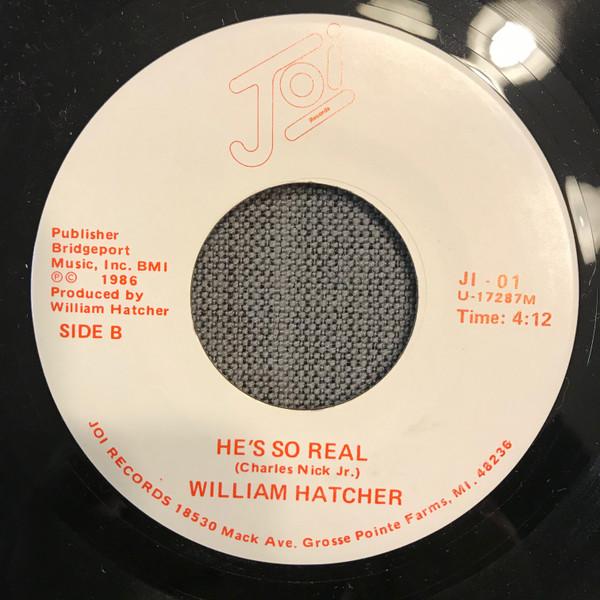 Joi
Records
Publisher
Bridgeport
Music, Inc. BMI
℗© 1986
Produced by
William Hatcher
SIDE B
JI - 01
U-17287M
Time: 4:12
HE'S SO REAL
(Charles Nick Jr.)
WILLIAM HATCHER
JOI RECORDS 18530 Mack Ave. Grosse Pointe Farms, MI. 48236